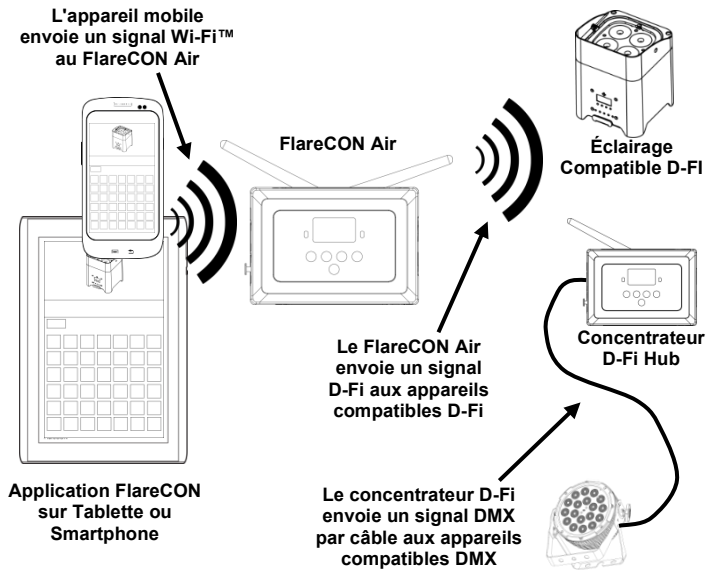 L'appareil mobile
envoie un signal Wi-Fi™
au FlareCON Air
FlareCON Air
Éclairage
Compatible D-FI
Concentrateur
D-Fi Hub
Le FlareCON Air
envoie un signal
D-Fi aux appareils
compatibles D-Fi
Application FlareCON
sur Tablette ou
Smartphone
Le concentrateur D-Fi
envoie un signal DMX
par câble aux appareils
compatibles DMX